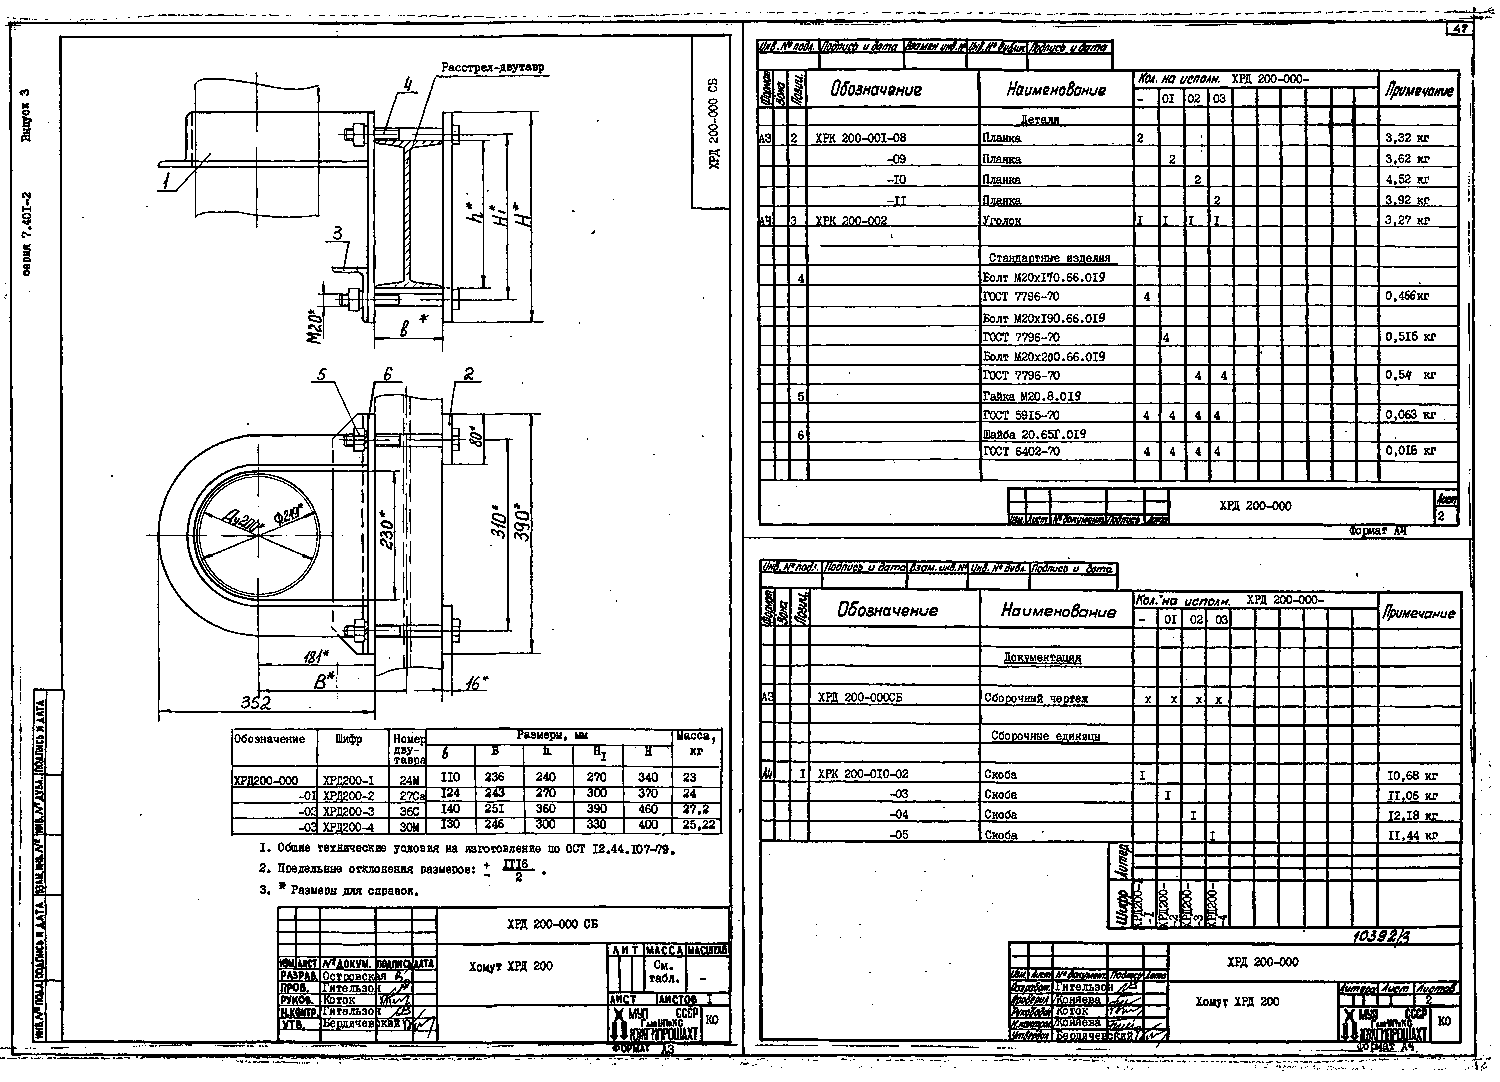 47
серия 7.401-2
Выпуск 3
ХРД 200-000 СБ
Расстрел-двутавр
4
1
3
h*
H₁*
H*
М20*
в*
5
6
2
80*
Ду200*
Ф219*
230*
310*
390*
181*
В*
16*
352
Обозначение Шифр Номер двутавра Размеры, мм Масса, кг
б В h H₁ H
ХРД200-000 ХРД200-1 24М 110 236 240 270 340 23
-01 ХРД200-2 27Са 124 243 270 300 370 24
-03 ХРД200-3 36С 140 251 360 390 460 27,2
-03 ХРД200-4 30М 130 246 300 330 400 25,22
1. Общие технические условия на изготовление по ОСТ 12.44.107-79.
2. Предельные отклонения размеров: ± IT16/2 .
3. * Размеры для справок.
ХРД 200-000 СБ
Хомут ХРД 200
ЛИТ МАССА МАСШТАБ
См. табл. -
ЛИСТ ЛИСТОВ 1
ИЗМ ЛИСТ № ДОКУМ. ПОДПИСЬ ДАТА
РАЗРАБ. Островская
ПРОВ. Гительзон
РУКОВ. Коток
Н.КОНТР. Гительзон
УТВ. Бердичевский
МУП СССР
ЮЖГИПРОШАХТ
КО
ФОРМАТ А3
ИНВ.№ ПОДЛ. ПОДПИСЬ И ДАТА ВЗАМ.ИНВ.№ ИНВ.№ ДУБЛ. ПОДПИСЬ И ДАТА
Инв. № подл. Подпись и дата Взамен инв.№ Инв.№ дубл. Подпись и дата
Формат Зона Позиц. Обозначение Наименование Кол. на исполн. ХРД 200-000- Примечание
- 01 02 03
Детали
А3 2 ХРК 200-001-08 Планка 2 3,32 кг
-09 Планка 2 3,62 кг
-10 Планка 2 4,52 кг
-11 Планка 2 3,92 кг
А4 3 ХРК 200-002 Уголок 1 1 1 1 3,27 кг
Стандартные изделия
4 Болт М20х170.66.019
ГОСТ 7796-70 4 0,466кг
Болт М20х190.66.019
ГОСТ 7796-70 4 0,515 кг
Болт М20х200.66.019
ГОСТ 7796-70 4 4 0,54 кг
5 Гайка М20.8.019
ГОСТ 5915-70 4 4 4 4 0,063 кг
6 Шайба 20.65Г.019
ГОСТ 6402-70 4 4 4 4 0,016 кг
Изм. Лист № документ. Подпись Дата
ХРД 200-000
Лист
2
Формат А4
Инв. № подл. Подпись и дата Взам. инв.№ Инв. № дубл. Подпись и дата
Формат Зона Позиц. Обозначение Наименование Кол. на исполн. ХРД 200-000- Примечание
- 01 02 03
Документация
А3 ХРД 200-000СБ Сборочный чертеж х х х х
Сборочные единицы
А4 1 ХРК 200-010-02 Скоба 1 10,68 кг
-03 Скоба 1 11,05 кг
-04 Скоба 1 12,18 кг
-05 Скоба 1 11,44 кг
Литер
Шифр ХРД200-1 ХРД200-2 ХРД200-3 ХРД200-4
10392/3
ХРД 200-000
Изм. Лист № документ. Подпись Дата
Разработ. Гительзон
Проверил Коняева
Руководил Коток
Н.контроль Коняева
Утвердил Бердичевский
Хомут ХРД 200
Литера Лист Листов
1 2
МУП СССР
ЮЖГИПРОШАХТ
КО
ФОРМАТ А4